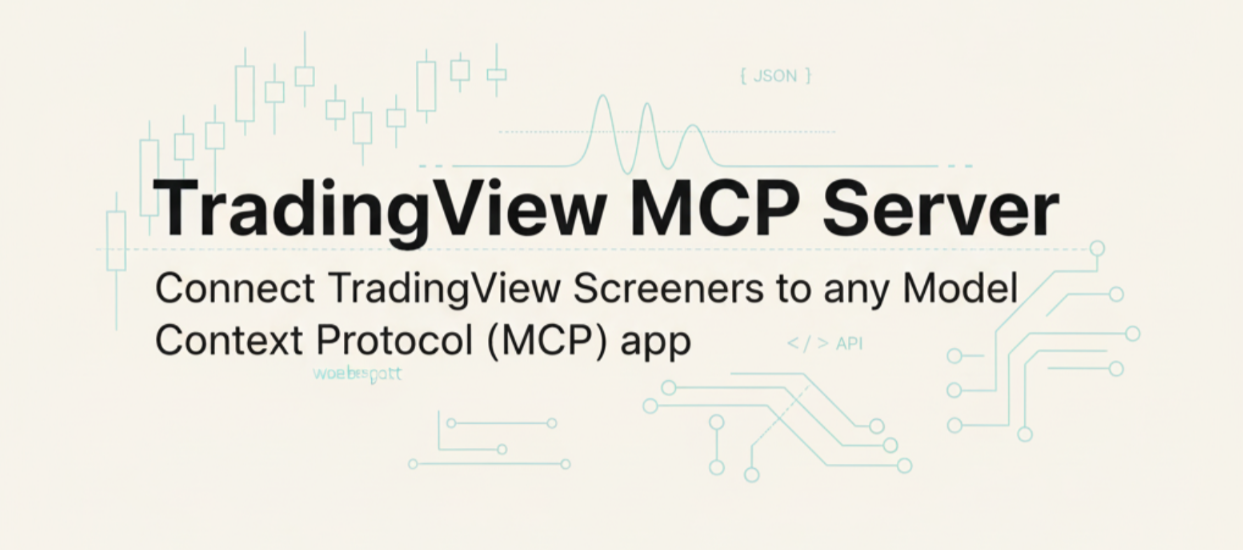 { JSON }
TradingView MCP Server
Connect TradingView Screeners to any Model
Context Protocol (MCP) app
</> API